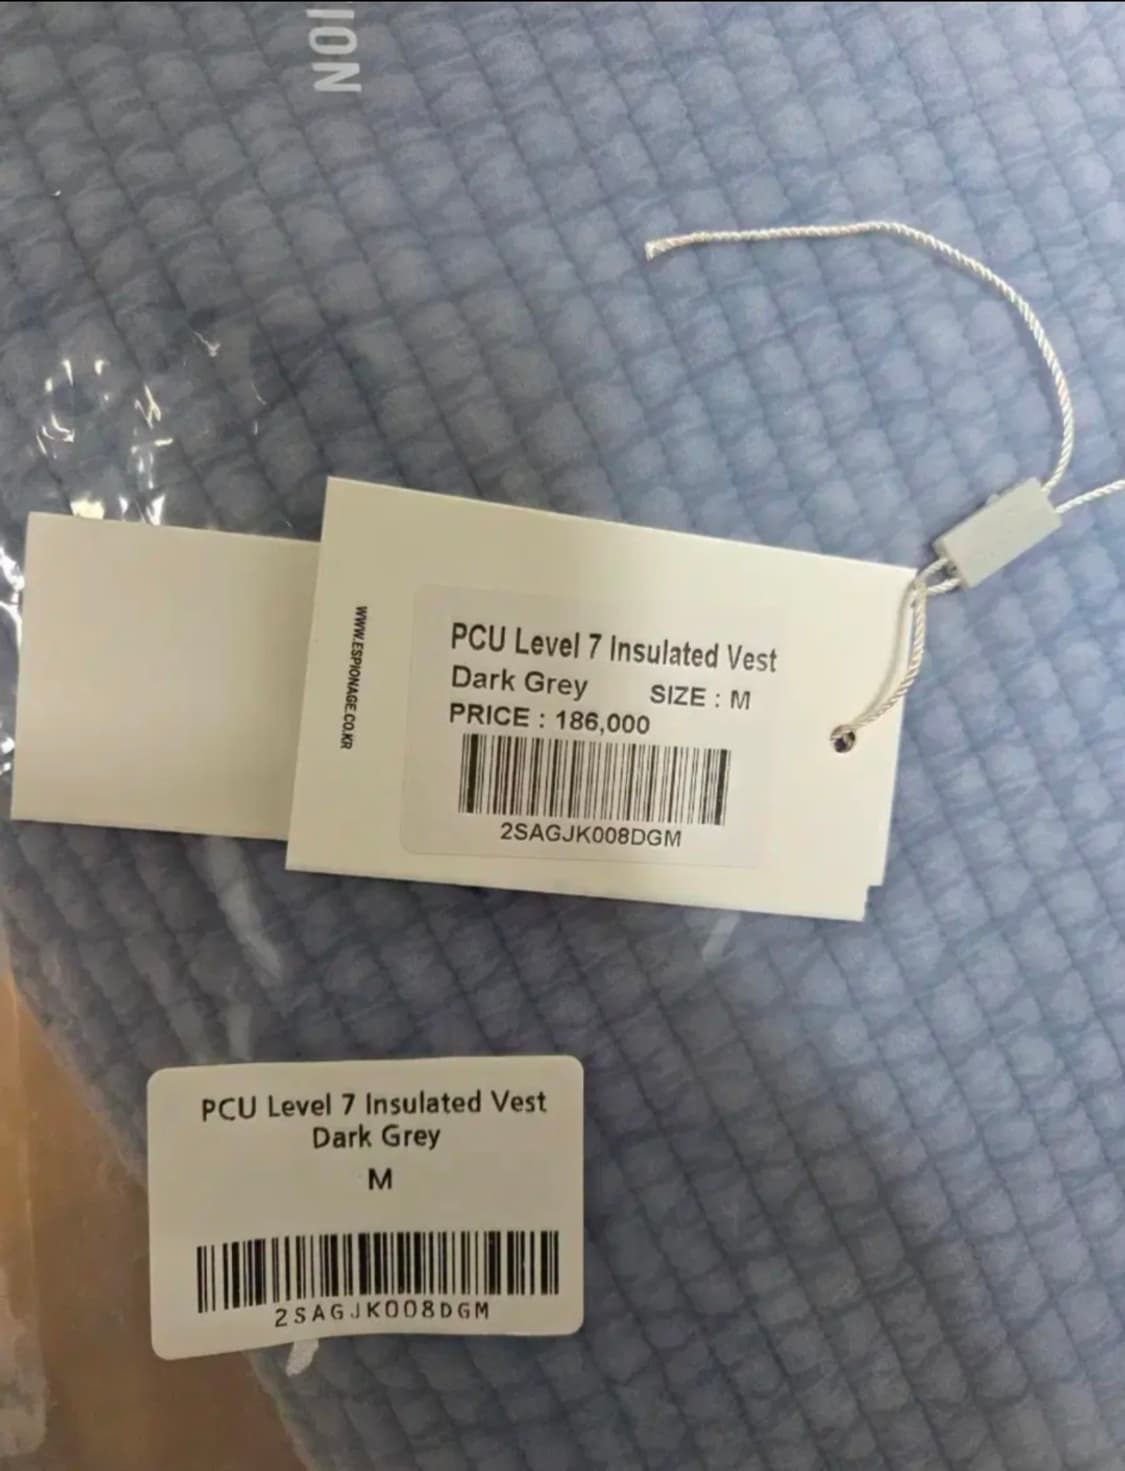 NOI
WWW.ESPIONAGE.CO.KR
PCU Level 7 Insulated Vest
Dark Grey SIZE : M
PRICE : 186,000
2SAGJK008DGM
PCU Level 7 Insulated Vest
Dark Grey
M
2SAGJK008DGM